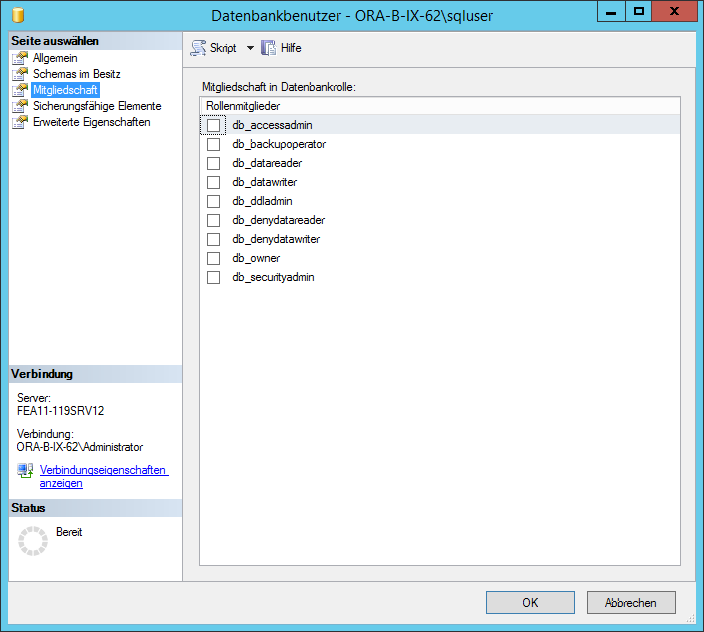 Datenbankbenutzer - ORA-B-IX-62\sqluser
Seite auswählen
Allgemein
Schemas im Besitz
Mitgliedschaft
Sicherungsfähige Elemente
Erweiterte Eigenschaften
Skript
Hilfe
Mitgliedschaft in Datenbankrolle:
Rollenmitglieder
db_accessadmin
db_backupoperator
db_datareader
db_datawriter
db_ddladmin
db_denydatareader
db_denydatawriter
db_owner
db_securityadmin
Verbindung
Server:
FEA11-119SRV12
Verbindung:
ORA-B-IX-62\Administrator
Verbindungseigenschaften
anzeigen
Status
Bereit
OK
Abbrechen